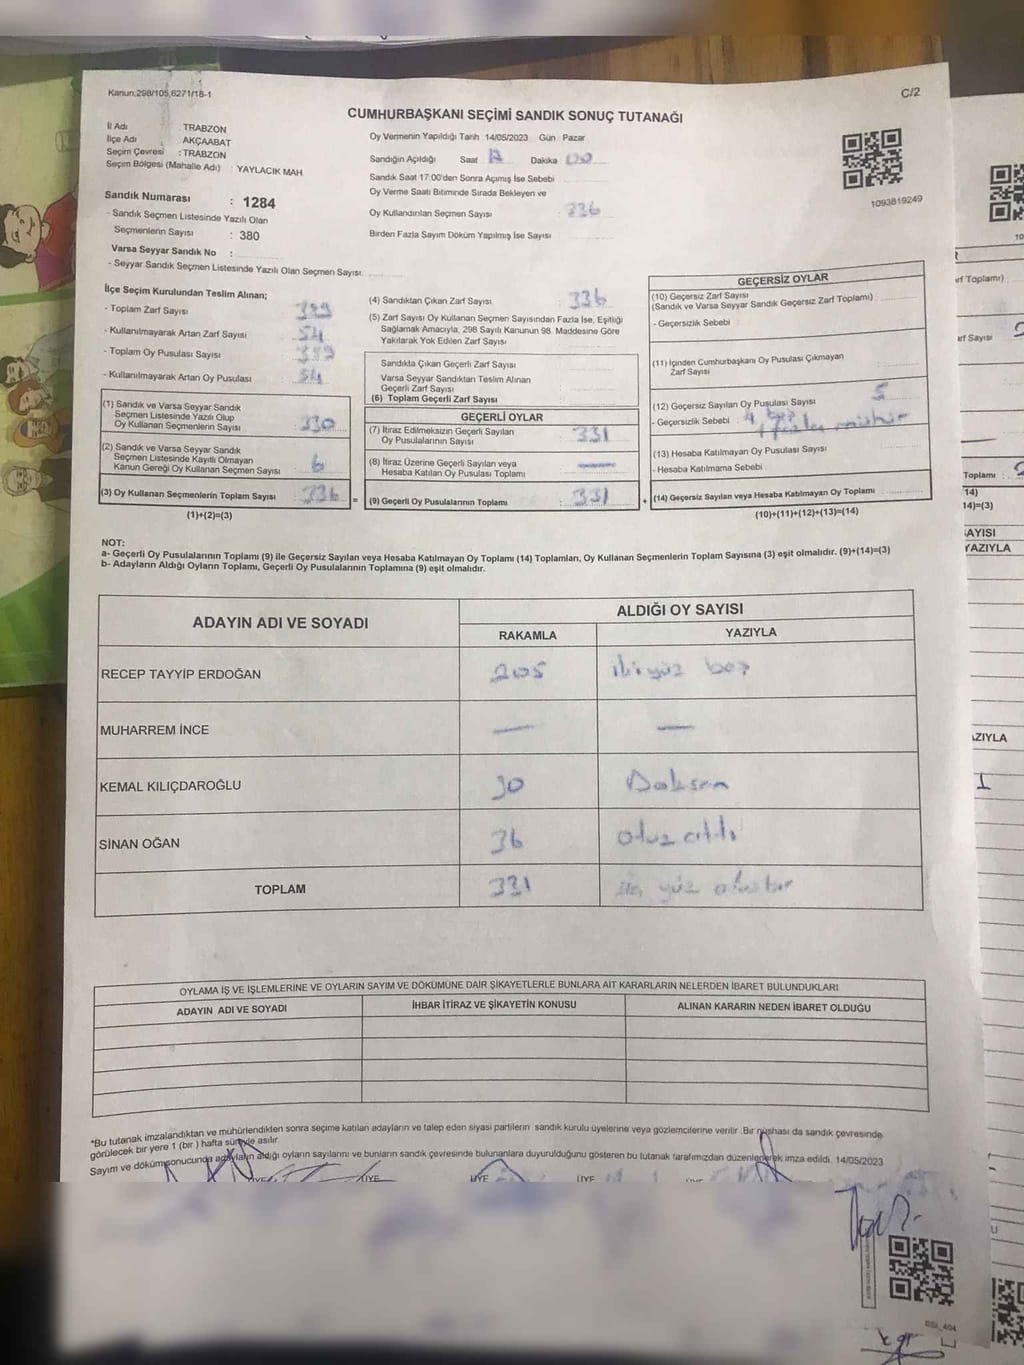 Kanun:298/105,6271/18-1
C/2
CUMHURBAŞKANI SEÇİMİ SANDIK SONUÇ TUTANAĞI
İl Adı TRABZON
İlçe Adı : AKÇAABAT
Seçim Çevresi : TRABZON
Seçim Bölgesi (Mahalle Adı) : YAYLACIK MAH.
Sandık Numarası : 1284
- Sandık Seçmen Listesinde Yazılı Olan
Seçmenlerin Sayısı : 380
Varsa Seyyar Sandık No :
- Seyyar Sandık Seçmen Listesinde Yazılı Olan Seçmen Sayısı
Oy Vermenin Yapıldığı Tarih 14/05/2023 Gün Pazar
Sandığın Açıldığı Saat 17 Dakika 00
Sandık Saat 17:00'den Sonra Açımış İse Sebebi
Oy Verme Saati Bitiminde Sırada Bekleyen ve
Oy Kullandırılan Seçmen Sayısı : 336
Birden Fazla Sayım Döküm Yapılmış İse Sayısı
1093819249
İlçe Seçim Kurulundan Teslim Alınan;
- Toplam Zarf Sayısı
- Kullanılmayarak Artan Zarf Sayısı 54
- Toplam Oy Pusulası Sayısı
- Kullanılmayarak Artan Oy Pusulası 54
(1) Sandık ve Varsa Seyyar Sandık
Seçmen Listesinde Yazılı Olup
Oy Kullanan Seçmenlerin Sayısı 330
(2) Sandık ve Varsa Seyyar Sandık
Seçmen Listesinde Kayıtlı Olmayan
Kanun Gereği Oy Kullanan Seçmen Sayısı 6
(3) Oy Kullanan Seçmenlerin Toplam Sayısı 336
(1)+(2)=(3)
(4) Sandıktan Çıkan Zarf Sayısı 336
(5) Zarf Sayısı Oy Kullanan Seçmen Sayısından Fazla İse, Eşitliği
Sağlamak Amacıyla, 298 Sayılı Kanunun 98. Maddesine Göre
Yakılarak Yok Edilen Zarf Sayısı
Sandıkta Çıkan Geçerli Zarf Sayısı
Varsa Seyyar Sandıktan Teslim Alınan
Geçerli Zarf Sayısı
(6) Toplam Geçerli Zarf Sayısı
GEÇERLİ OYLAR
(7) İtiraz Edilmeksizin Geçerli Sayılan
Oy Pusulalarının Sayısı 331
(8) İtiraz Üzerine Geçerli Sayılan veya
Hesaba Katılan Oy Pusulası Toplamı
= (9) Geçerli Oy Pusulalarının Toplamı : 331
GEÇERSİZ OYLAR
(10) Geçersiz Zarf Sayısı
(Sandık ve Varsa Seyyar Sandık Geçersiz Zarf Toplamı)
- Geçersizlik Sebebi
(11) İçinden Cumhurbaşkanı Oy Pusulası Çıkmayan
Zarf Sayısı
(12) Geçersiz Sayılan Oy Pusulası Sayısı 5
- Geçersizlik Sebebi : 4 boş
(13) Hesaba Katılmayan Oy Pusulası Sayısı
- Hesaba Katılmama Sebebi
+ (14) Geçersiz Sayılan veya Hesaba Katılmayan Oy Toplamı
(10)+(11)+(12)+(13)=(14)
NOT:
a- Geçerli Oy Pusulalarının Toplamı (9) ile Geçersiz Sayılan veya Hesaba Katılmayan Oy Toplamı (14) Toplamları, Oy Kullanan Seçmenlerin Toplam Sayısına (3) eşit olmalıdır. (9)+(14)=(3)
b- Adayların Aldığı Oyların Toplamı, Geçerli Oy Pusulalarının Toplamına (9) eşit olmalıdır.
ADAYIN ADI VE SOYADI
ALDIĞI OY SAYISI
RAKAMLA YAZIYLA
RECEP TAYYİP ERDOĞAN 205 ikiyüz beş
MUHARREM İNCE — —
KEMAL KILIÇDAROĞLU 90 Doksan
SİNAN OĞAN 36 otuz altı
TOPLAM 331 üç yüz otuz bir
OYLAMA İŞ VE İŞLEMLERİNE VE OYLARIN SAYIM VE DÖKÜMÜNE DAİR ŞİKAYETLERLE BUNLARA AİT KARARLARIN NELERDEN İBARET BULUNDUKLARI
ADAYIN ADI VE SOYADI İHBAR İTİRAZ VE ŞİKAYETİN KONUSU ALINAN KARARIN NEDEN İBARET OLDUĞU
*Bu tutanak imzalandıktan ve mühürlendikten sonra seçime katılan adayların ve talep eden siyasi partilerin sandık kurulu üyelerine veya gözlemcilerine verilir. Bir nüshası da sandık çevresinde
görülecek bir yere 1 (bir ) hafta süreyle asılır.
Sayım ve döküm sonucunda adayların aldığı oyların sayılarını ve bunların sandık çevresinde bulunanlara duyurulduğunu gösteren bu tutanak tarafımızdan düzenlenerek imza edildi. 14/05/2023
ÜYE ÜYE ÜYE ÜYE
arf Toplamı)
arf Sayısı
Toplamı
14)
14)=(3)
SAYISI
YAZIYLA
AZIYLA